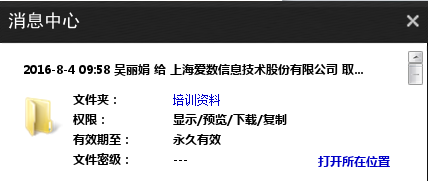 消息中心
2016-8-4 09:58 吴丽娟 给 上海爱数信息技术股份有限公司 取...
文件夹： 培训资料
权限： 显示/预览/下载/复制
有效期至： 永久有效
文件密级： ---
打开所在位置